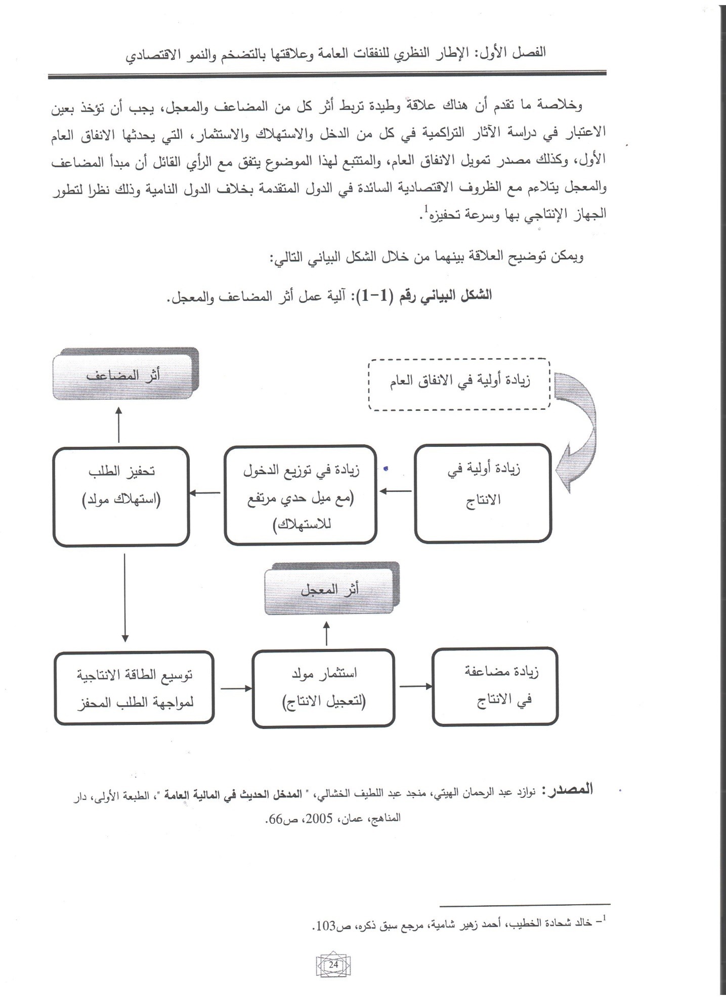 الفصل الأول: الإطار النظري للنفقات العامة وعلاقتها بالتضخم والنمو الاقتصادي
وخلاصة ما تقدم أن هناك علاقة وطيدة تربط أثر كل من المضاعف والمعجل، يجب أن تؤخذ بعين
الاعتبار في دراسة الآثار التراكمية في كل من الدخل والاستهلاك والاستثمار، التي يحدثها الانفاق العام
الأول، وكذلك مصدر تمويل الانفاق العام، والمتتبع لهذا الموضوع يتفق مع الرأي القائل أن مبدأ المضاعف
والمعجل يتلاءم مع الظروف الاقتصادية السائدة في الدول المتقدمة بخلاف الدول النامية وذلك نظرا لتطور
الجهاز الإنتاجي بها وسرعة تحفيزه1.
ويمكن توضيح العلاقة بينهما من خلال الشكل البياني التالي:
الشكل البياني رقم (1-1): آلية عمل أثر المضاعف والمعجل.
زيادة أولية في الانفاق العام
أثر المضاعف
زيادة أولية في
الانتاج
زيادة في توزيع الدخول
(مع ميل حدي مرتفع
للاستهلاك)
تحفيز الطلب
(استهلاك مولد)
أثر المعجل
توسيع الطاقة الانتاجية
لمواجهة الطلب المحفز
استثمار مولد
(لتعجيل الانتاج)
زيادة مضاعفة
في الانتاج
المصدر: نوازد عبد الرحمان الهيتي، منجد عبد اللطيف الخشالي، " المدخل الحديث في المالية العامة "، الطبعة الأولى، دار
المناهج، عمان، 2005، ص66.
1- خالد شحادة الخطيب، أحمد زهير شامية، مرجع سبق ذكره، ص103.
24